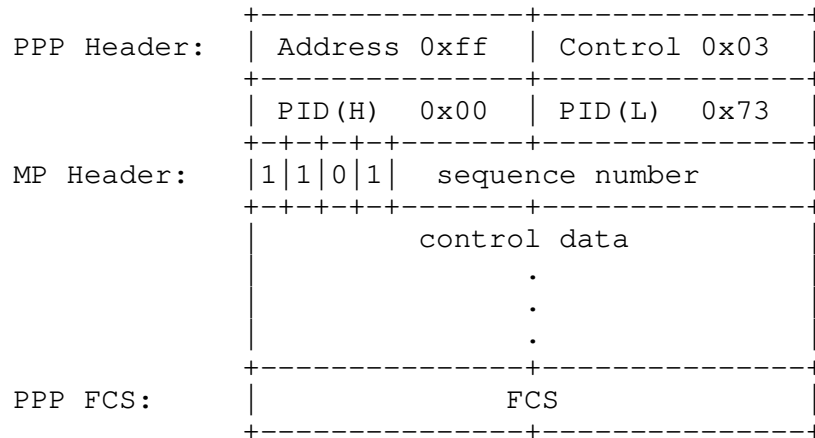 PPP Header: Address 0xff Control 0x03
PID(H) 0x00 PID(L) 0x73
MP Header: 1 1 0 1 sequence number
control data
.
.
.
PPP FCS: FCS